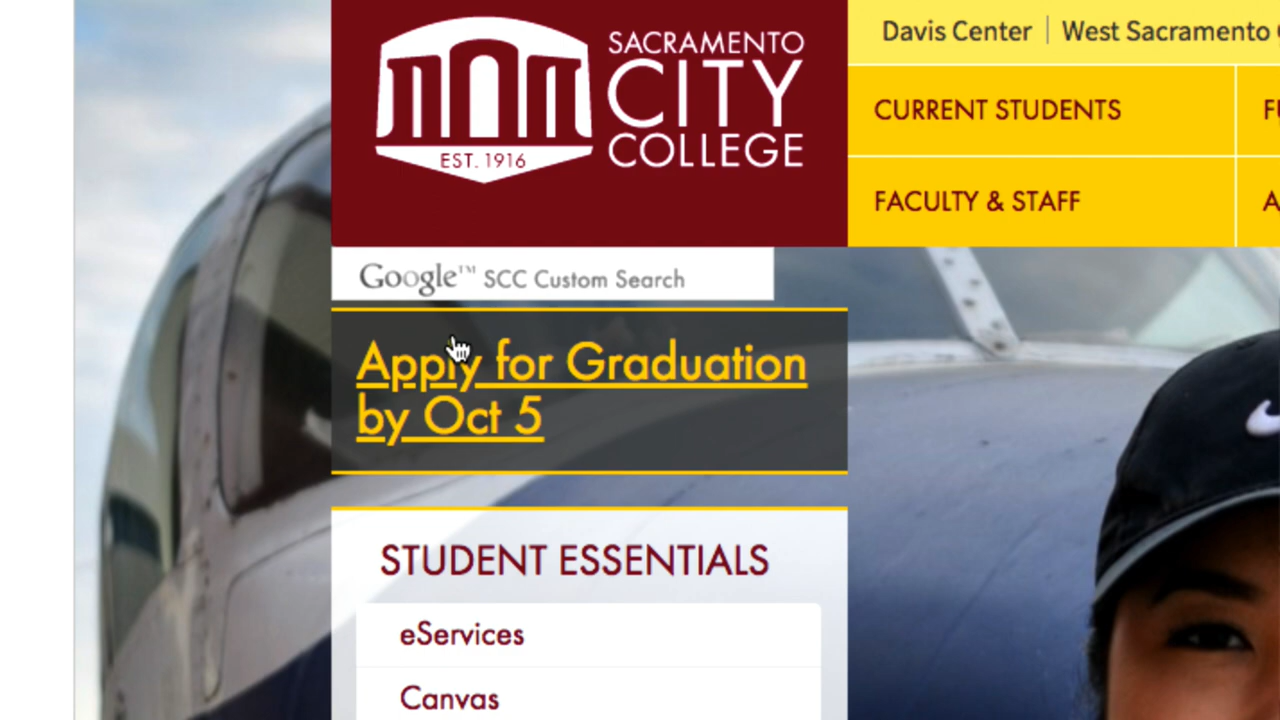 SACRAMENTO
CITY
COLLEGE
EST. 1916
Davis Center
West Sacramento
CURRENT STUDENTS
FACULTY & STAFF
Google™ SCC Custom Search
Apply for Graduation
by Oct 5
STUDENT ESSENTIALS
eServices
Canvas